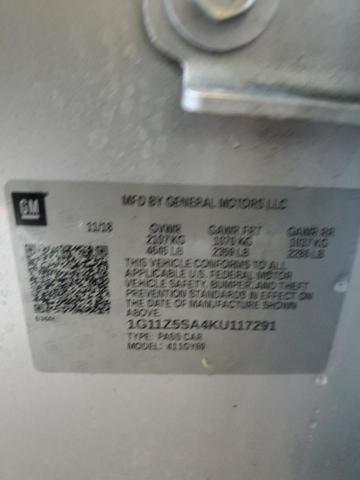 GM
MFD BY GENERAL MOTORS LLC
11/18 GVWR GAWR FRT GAWR RR
2107 KG 1070 KG 1037 KG
4645 LB 2359 LB 2286 LB
THIS VEHICLE CONFORMS TO ALL
APPLICABLE U.S. FEDERAL MOTOR
VEHICLE SAFETY, BUMPER, AND THEFT
PREVENTION STANDARDS IN EFFECT ON
THE DATE OF MANUFACTURE SHOWN
ABOVE.
1G11Z5SA4KU117291
TYPE: PASS CAR
MODEL: 411GY69